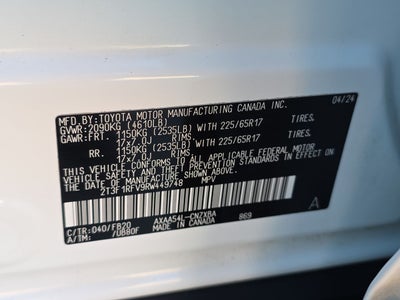 MFD. BY: TOYOTA MOTOR MANUFACTURING CANADA INC. 04/24
GVWR: 2090KG (4610LB)
GAWR: FRT. 1150KG (2535LB) WITH 225/65R17 TIRES.
17x7.0J RIMS.
RR. 1150KG (2535LB) WITH 225/65R17 TIRES.
17x7.0J RIMS.
THIS VEHICLE CONFORMS TO ALL APPLICABLE FEDERAL MOTOR
VEHICLE SAFETY AND THEFT PREVENTION STANDARDS IN EFFECT
ON THE DATE OF MANUFACTURE SHOWN ABOVE.
2T3F1RFV9RW449748 MPV
C/TR: 040/FB20 AXAA54L-CNZXBA 869 A
A/TM: /UBB0F MADE IN CANADA